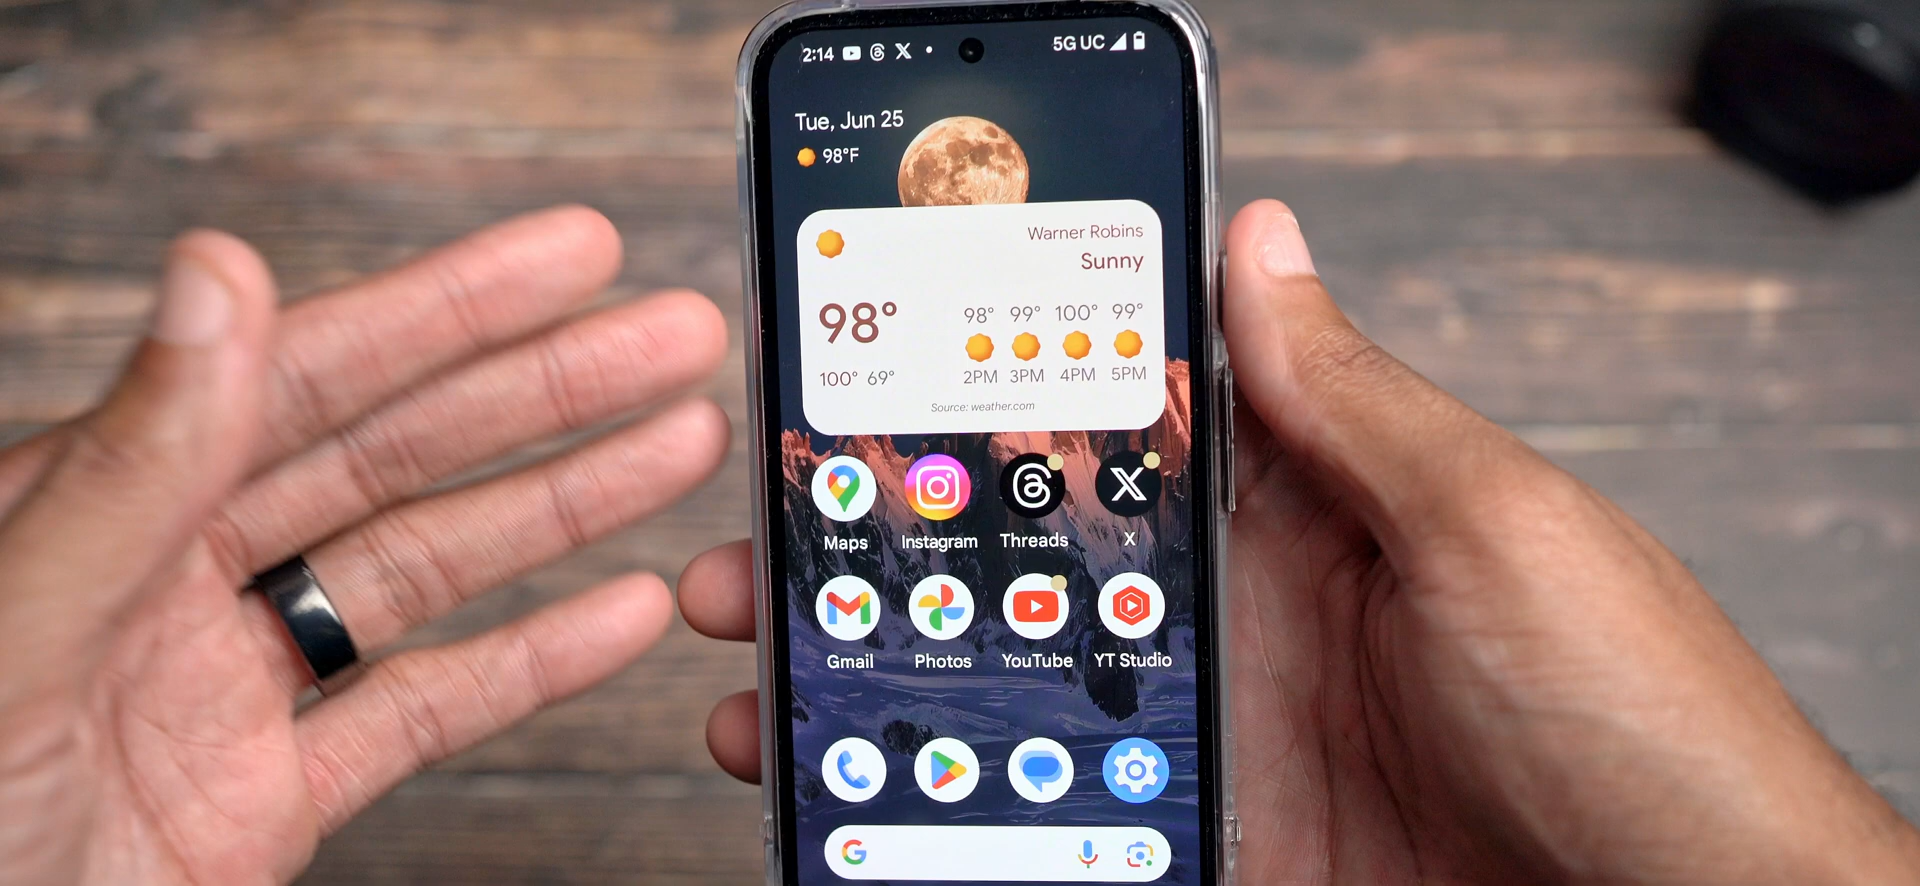 2:14
5G UC
Tue, Jun 25
98°F
Warner Robins
Sunny
98°
98° 99° 100° 99°
100° 69°
2PM 3PM 4PM 5PM
Source: weather.com
Maps Instagram Threads X
Gmail Photos YouTube YT Studio